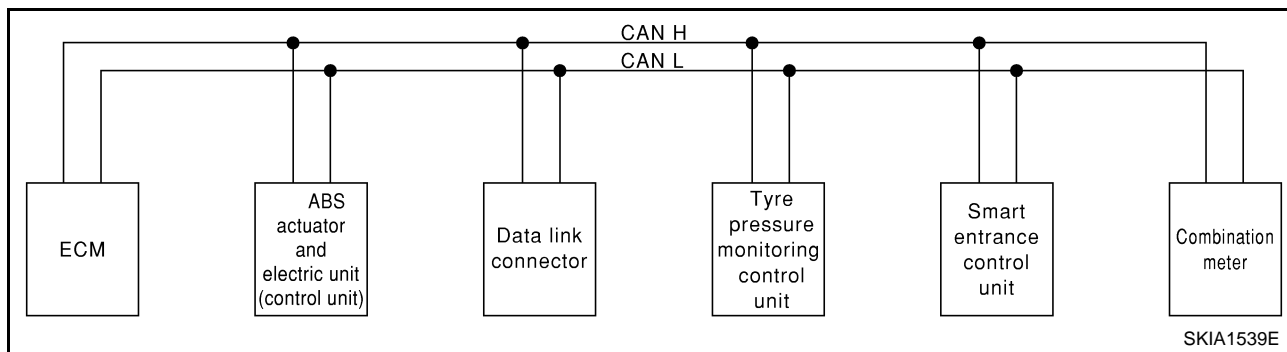 CAN H
CAN L
ECM
ABS
actuator
and
electric unit
(control unit)
Data link
connector
Tyre
pressure
monitoring
control
unit
Smart
entrance
control
unit
Combination
meter
SKIA1539E